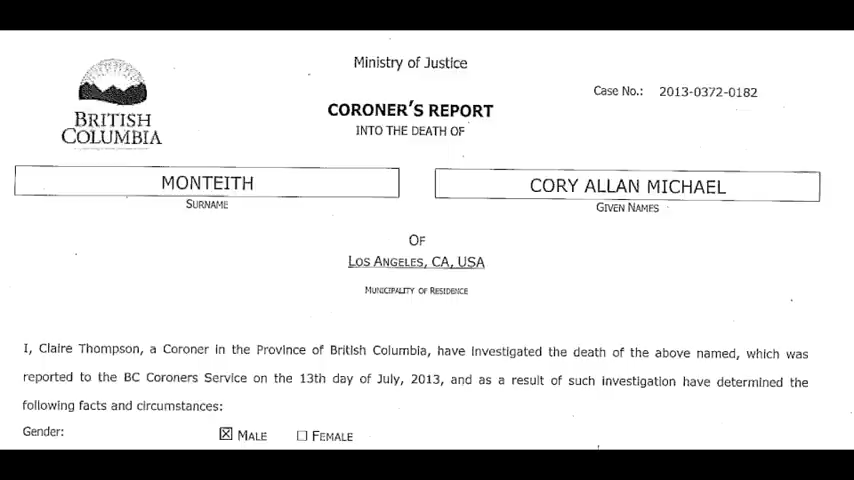 Ministry of Justice
Case No.: 2013-0372-0182
BRITISH
COLUMBIA
CORONER'S REPORT
INTO THE DEATH OF
MONTEITH
SURNAME
CORY ALLAN MICHAEL
GIVEN NAMES
OF
LOS ANGELES, CA, USA
MUNICIPALITY OF RESIDENCE
I, Claire Thompson, a Coroner in the Province of British Columbia, have investigated the death of the above named, which was
reported to the BC Coroners Service on the 13th day of July, 2013, and as a result of such investigation have determined the
following facts and circumstances:
Gender: ☒ MALE ☐ FEMALE